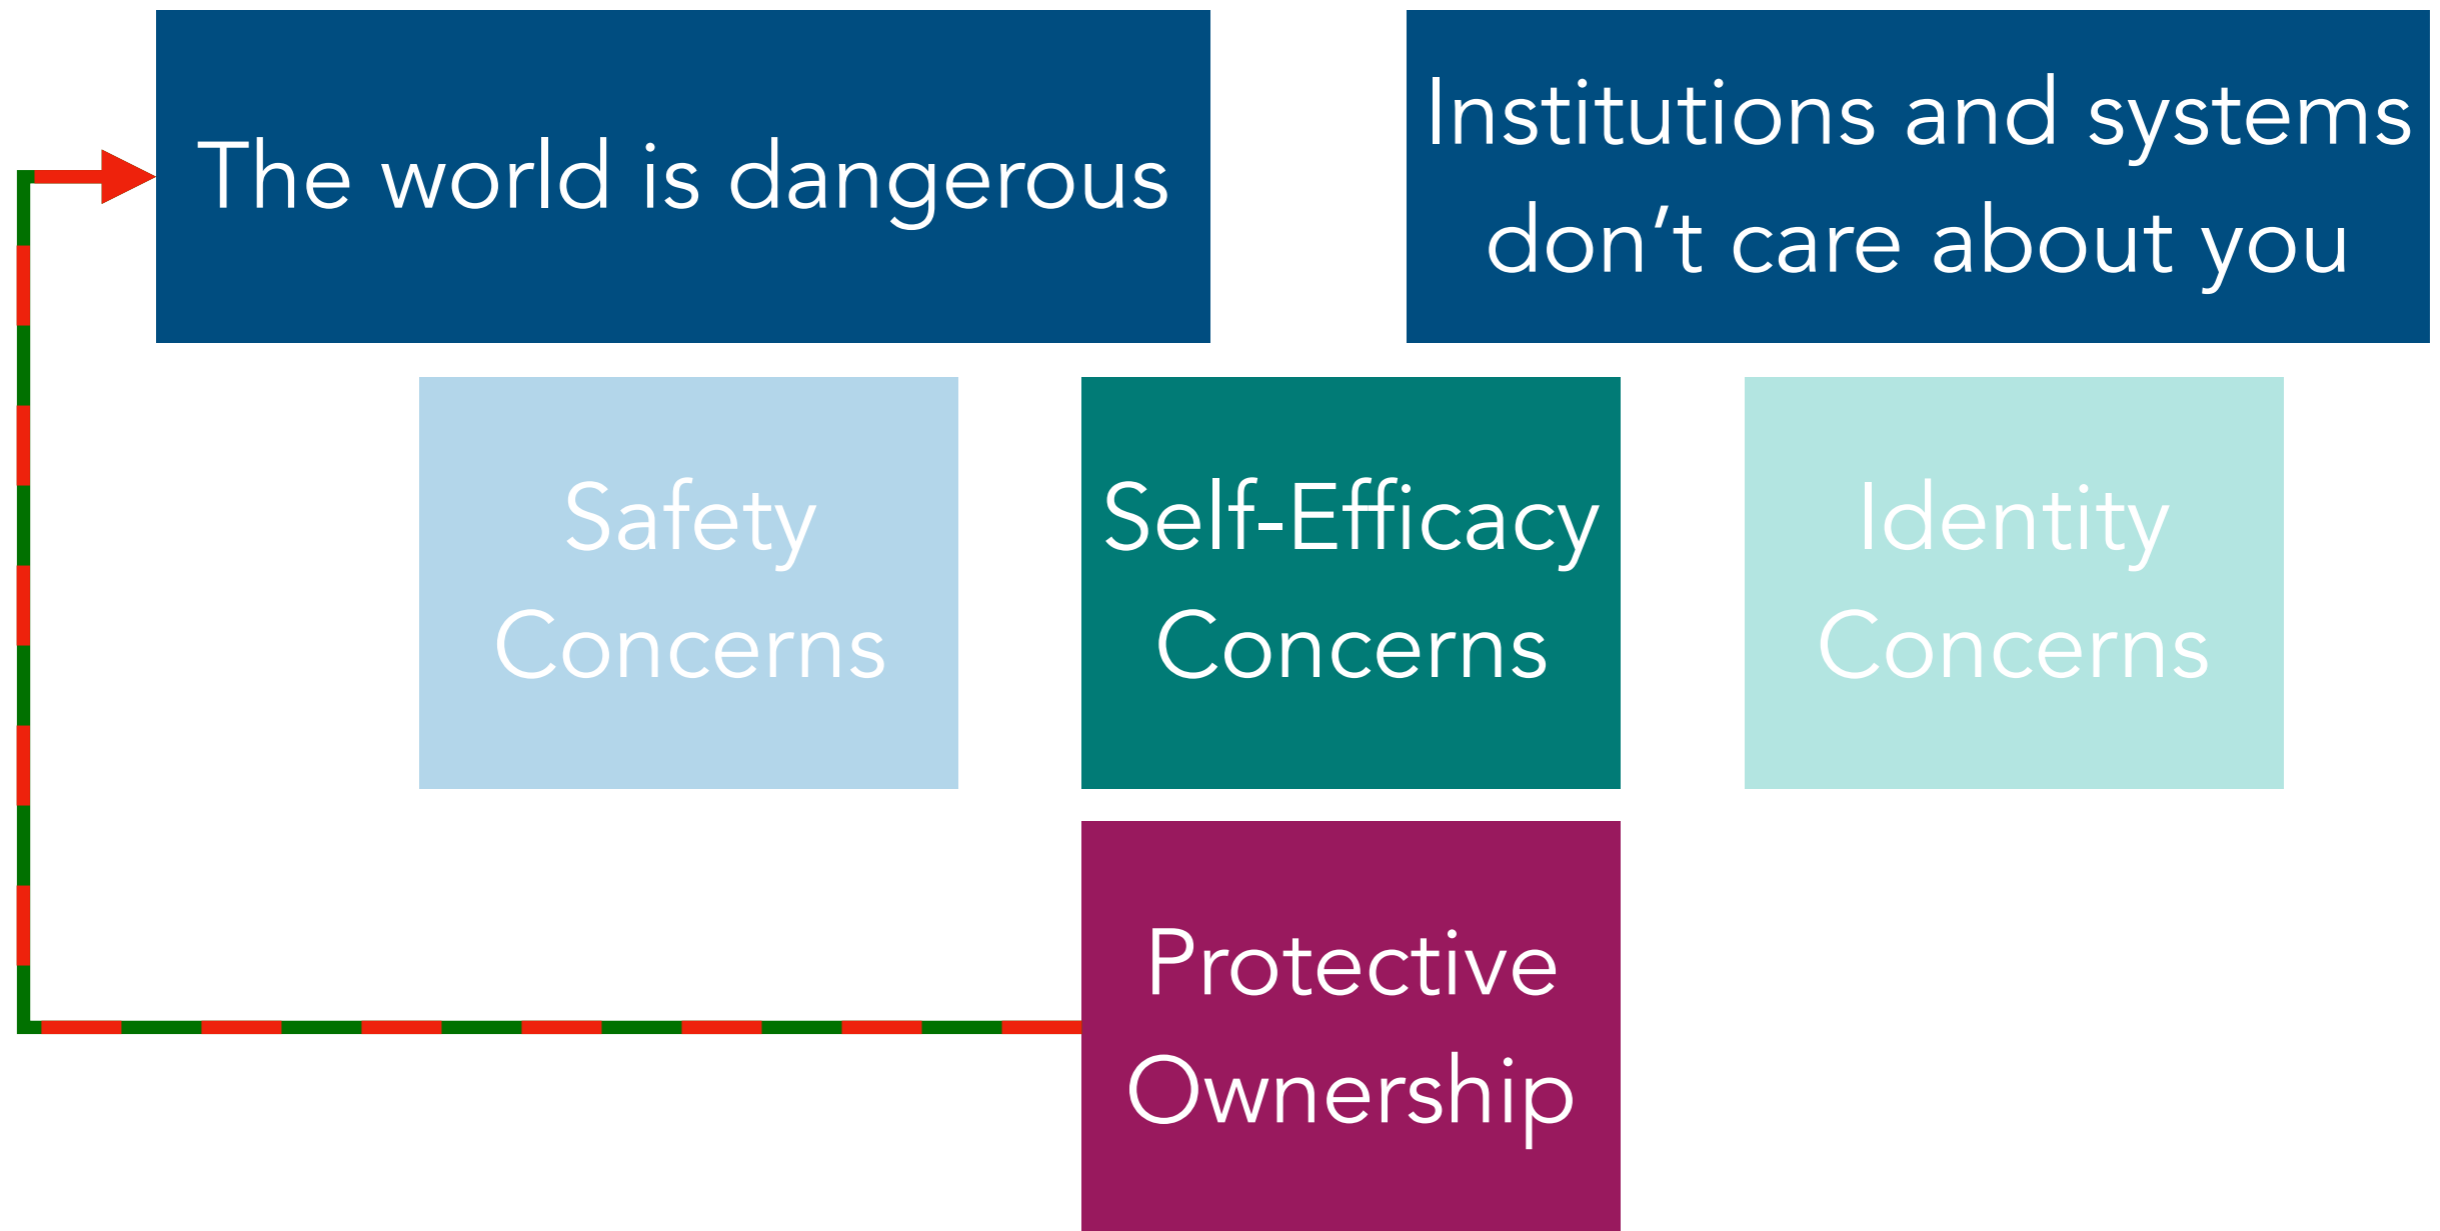 The world is dangerous
Institutions and systems
don’t care about you
Safety
Concerns
Self-Efficacy
Concerns
Identity
Concerns
Protective
Ownership